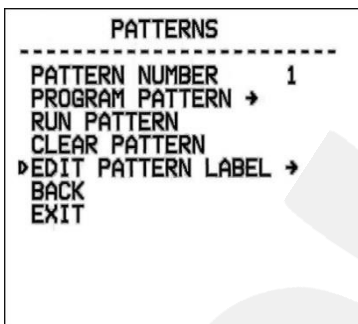 PATTERNS
PATTERN NUMBER 1
PROGRAM PATTERN →
RUN PATTERN
CLEAR PATTERN
▷EDIT PATTERN LABEL →
BACK
EXIT